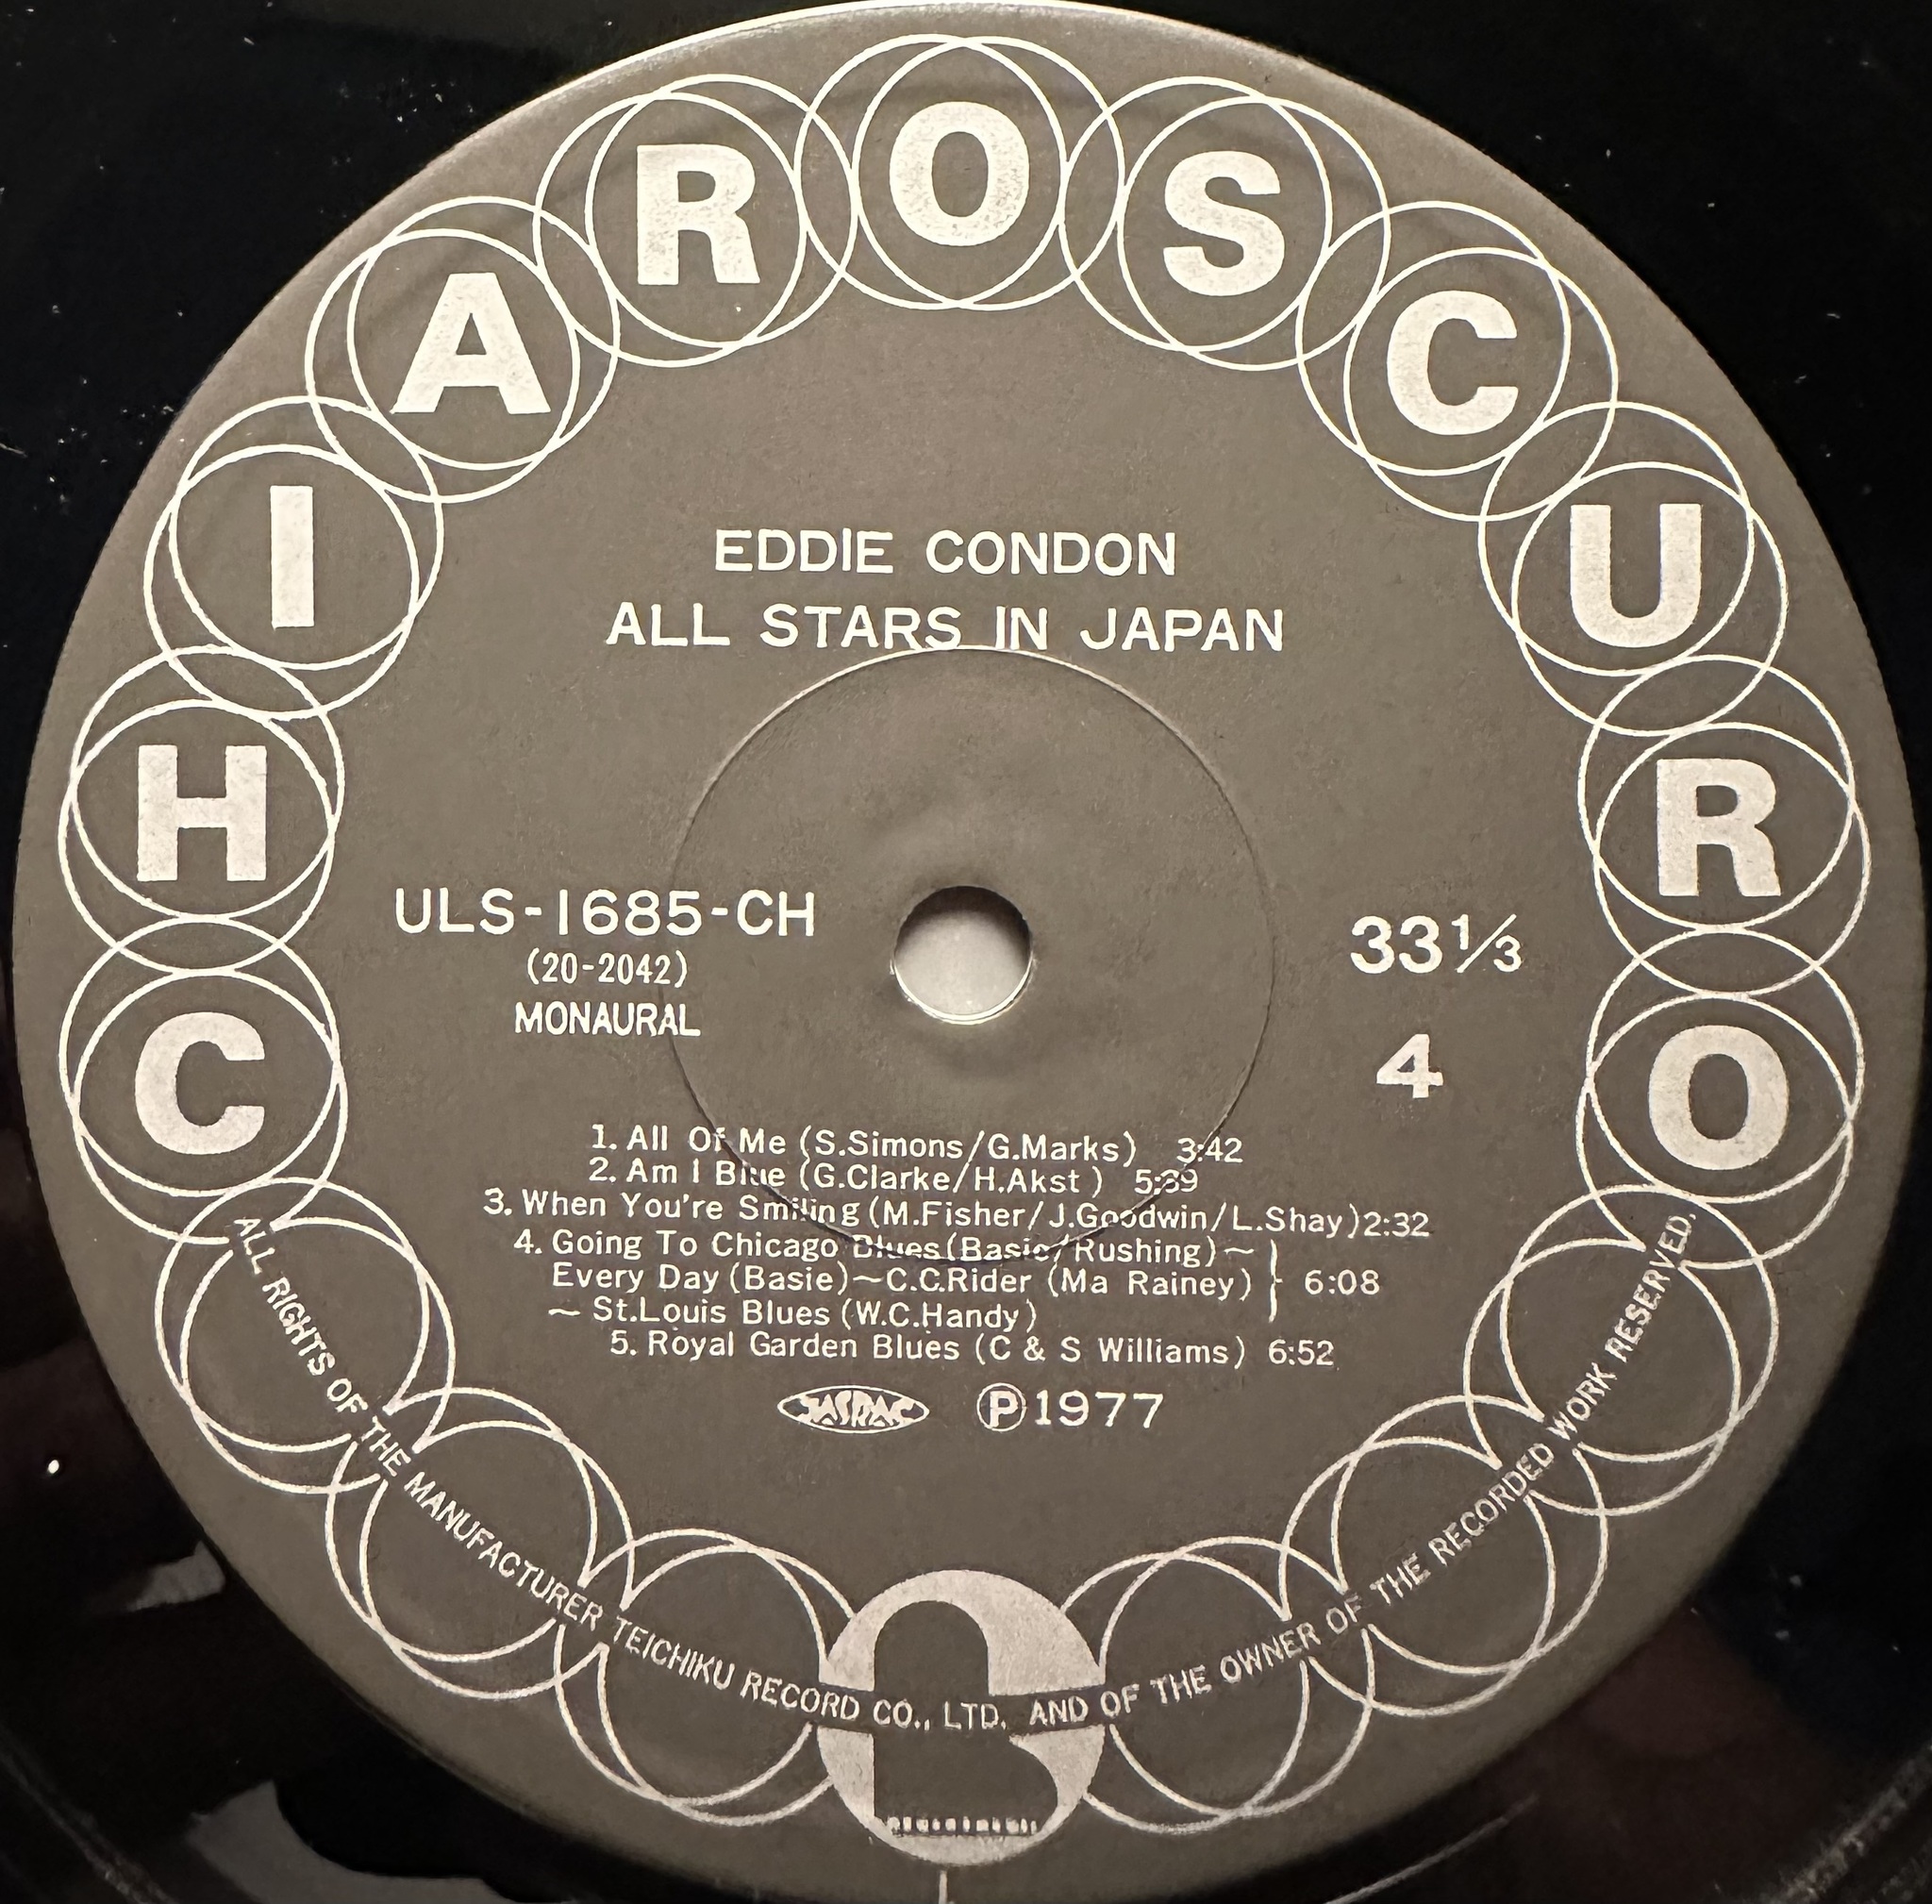 CHIAROSCURO
EDDIE CONDON
ALL STARS IN JAPAN
ULS-1685-CH
(20-2042)
MONAURAL
33⅓
4
1. All Of Me (S.Simons/G.Marks) 3:42
2. Am I Blue (G.Clarke/H.Akst) 5:39
3. When You're Smiling (M.Fisher/J.Goodwin/L.Shay) 2:32
4. Going To Chicago Blues (Basie/Rushing)~
Every Day (Basie)~C.C.Rider (Ma Rainey) } 6:08
~ St.Louis Blues (W.C.Handy)
5. Royal Garden Blues (C & S Williams) 6:52
JASRAC ℗1977
ALL RIGHTS OF THE MANUFACTURER TEICHIKU RECORD CO., LTD. AND OF THE OWNER OF THE RECORDED WORK RESERVED.